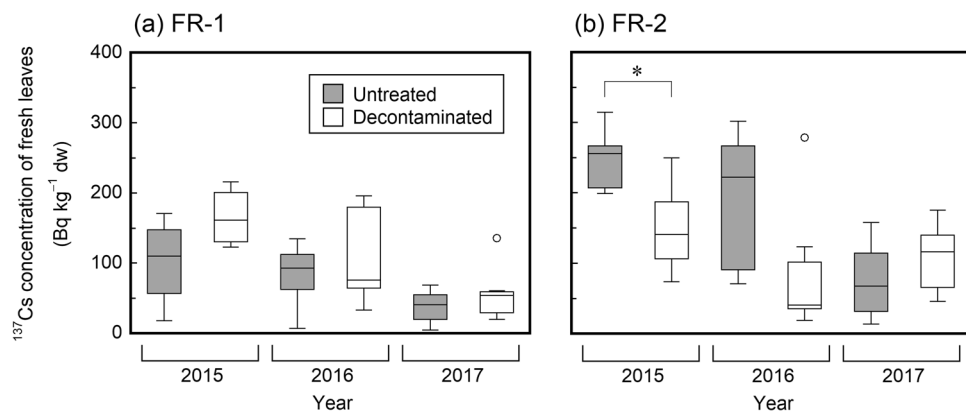 (a) FR-1
(b) FR-2
¹³⁷Cs concentration of fresh leaves
(Bq kg⁻¹ dw)
400
300
200
100
0
Untreated
Decontaminated
*
2015
2016
2017
Year
2015
2016
2017
Year